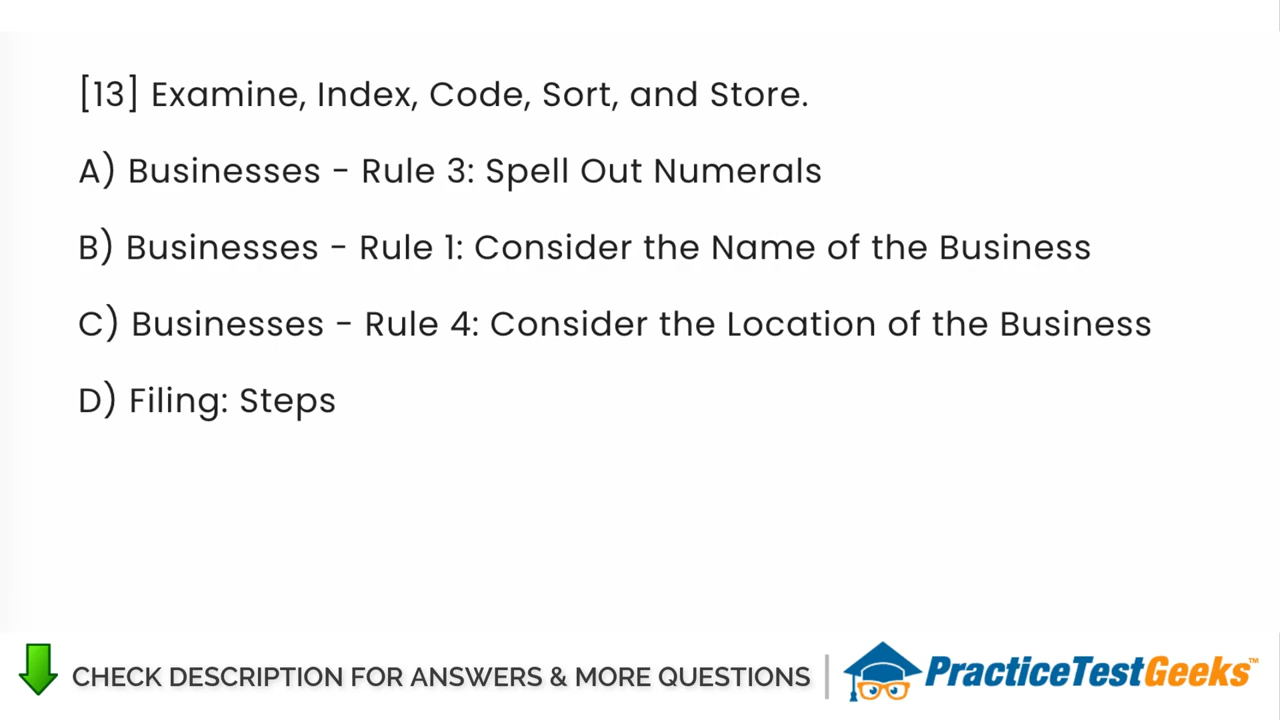 [13] Examine, Index, Code, Sort, and Store.
A) Businesses - Rule 3: Spell Out Numerals
B) Businesses - Rule 1: Consider the Name of the Business
C) Businesses - Rule 4: Consider the Location of the Business
D) Filing: Steps
CHECK DESCRIPTION FOR ANSWERS & MORE QUESTIONS | PracticeTestGeeks™